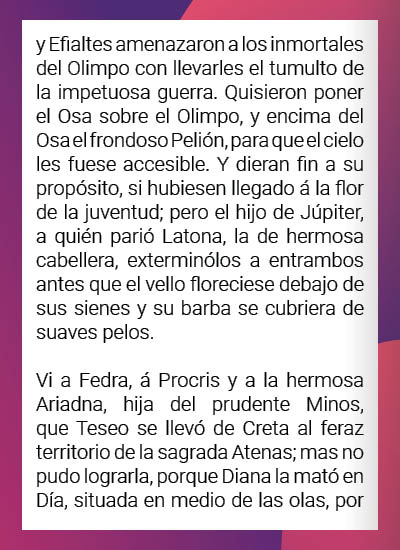 y Efialtes amenazaron a los inmortales
del Olimpo con llevarles el tumulto de
la impetuosa guerra. Quisieron poner
el Osa sobre el Olimpo, y encima del
Osa el frondoso Pelión, para que el cielo
les fuese accesible. Y dieran fin a su
propósito, si hubiesen llegado á la flor
de la juventud; pero el hijo de Júpiter,
a quién parió Latona, la de hermosa
cabellera, exterminólos a entrambos
antes que el vello floreciese debajo de
sus sienes y su barba se cubriera de
suaves pelos.

Vi a Fedra, á Procris y a la hermosa
Ariadna, hija del prudente Minos,
que Teseo se llevó de Creta al feraz
territorio de la sagrada Atenas; mas no
pudo lograrla, porque Diana la mató en
Día, situada en medio de las olas, por